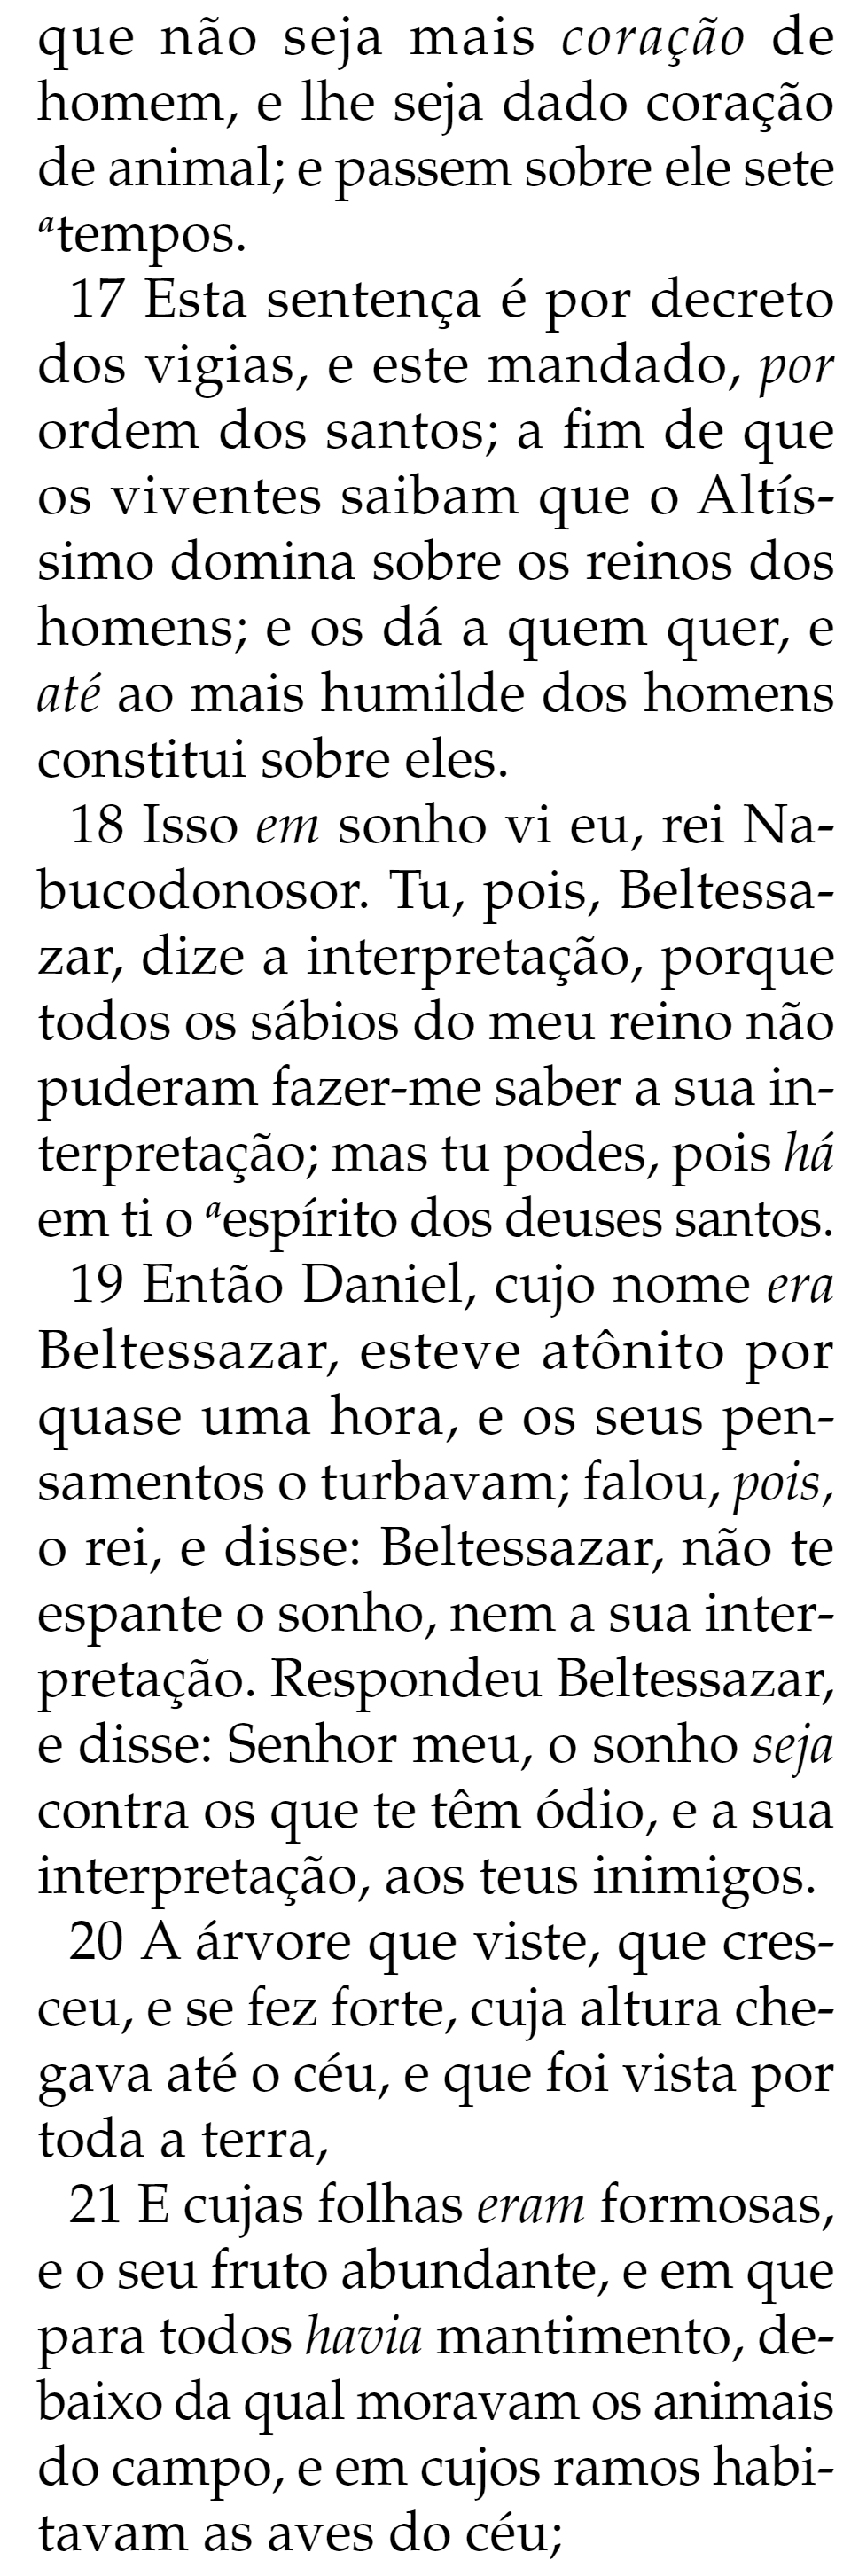 que não seja mais coração de
homem, e lhe seja dado coração
de animal; e passem sobre ele sete
ᵃtempos.
17 Esta sentença é por decreto
dos vigias, e este mandado, por
ordem dos santos; a fim de que
os viventes saibam que o Altís-
simo domina sobre os reinos dos
homens; e os dá a quem quer, e
até ao mais humilde dos homens
constitui sobre eles.
18 Isso em sonho vi eu, rei Na-
bucodonosor. Tu, pois, Beltessa-
zar, dize a interpretação, porque
todos os sábios do meu reino não
puderam fazer-me saber a sua in-
terpretação; mas tu podes, pois há
em ti o ᵃespírito dos deuses santos.
19 Então Daniel, cujo nome era
Beltessazar, esteve atônito por
quase uma hora, e os seus pen-
samentos o turbavam; falou, pois,
o rei, e disse: Beltessazar, não te
espante o sonho, nem a sua inter-
pretação. Respondeu Beltessazar,
e disse: Senhor meu, o sonho seja
contra os que te têm ódio, e a sua
interpretação, aos teus inimigos.
20 A árvore que viste, que cres-
ceu, e se fez forte, cuja altura che-
gava até o céu, e que foi vista por
toda a terra,
21 E cujas folhas eram formosas,
e o seu fruto abundante, e em que
para todos havia mantimento, de-
baixo da qual moravam os animais
do campo, e em cujos ramos habi-
tavam as aves do céu;